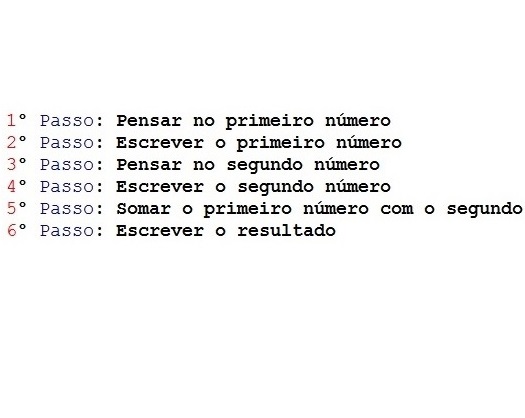 1º Passo: Pensar no primeiro número
2º Passo: Escrever o primeiro número
3º Passo: Pensar no segundo número
4º Passo: Escrever o segundo número
5º Passo: Somar o primeiro número com o segundo
6º Passo: Escrever o resultado